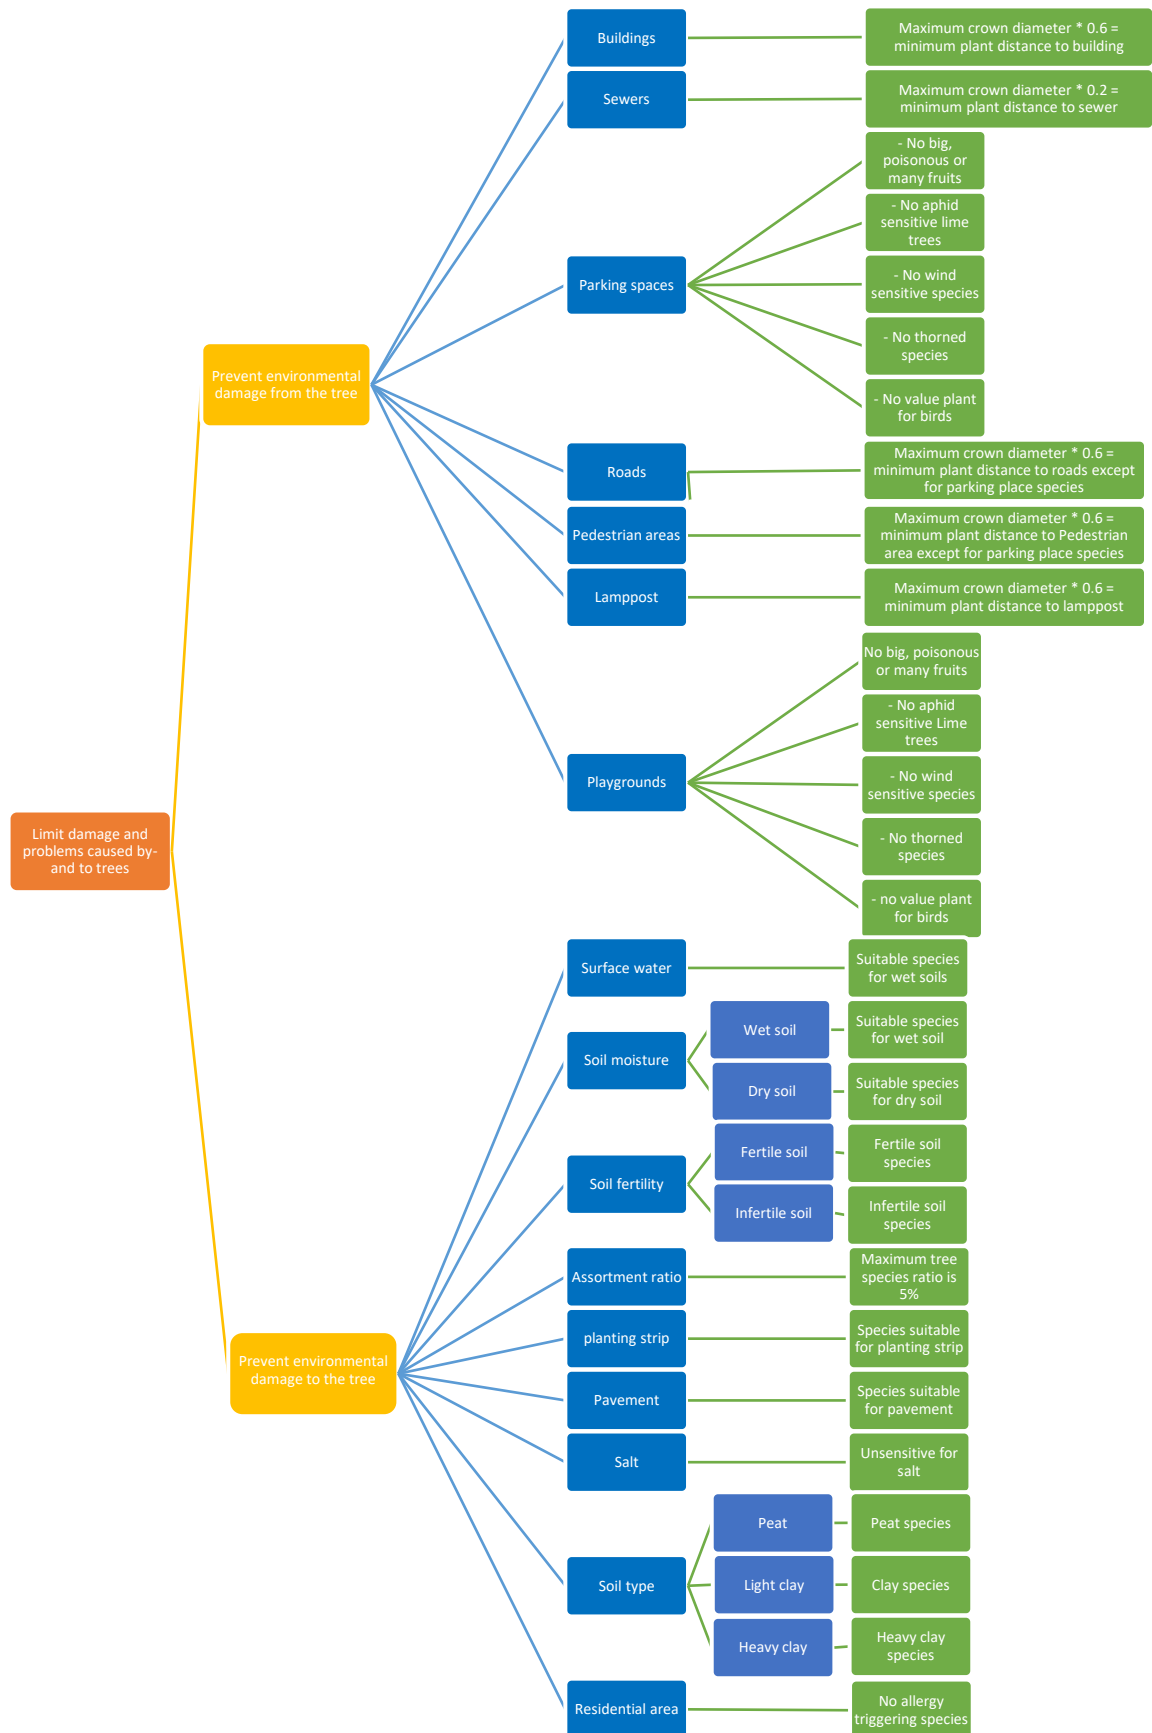 Buildings
Maximum crown diameter * 0.6 =
minimum plant distance to building
Sewers
Maximum crown diameter * 0.2 =
minimum plant distance to sewer
Parking spaces
- No big,
poisonous or
many fruits
- No aphid
sensitive lime
trees
- No wind
sensitive species
- No thorned
species
- No value plant
for birds
Prevent environmental
damage from the tree
Roads
Maximum crown diameter * 0.6 =
minimum plant distance to roads except
for parking place species
Pedestrian areas
Maximum crown diameter * 0.6 =
minimum plant distance to Pedestrian
area except for parking place species
Lamppost
Maximum crown diameter * 0.6 =
minimum plant distance to lamppost
Playgrounds
No big, poisonous
or many fruits
- No aphid
sensitive Lime
trees
- No wind
sensitive species
- No thorned
species
- no value plant
for birds
Limit damage and
problems caused by-
and to trees
Surface water
Suitable species
for wet soils
Soil moisture
Wet soil
Suitable species
for wet soil
Dry soil
Suitable species
for dry soil
Soil fertility
Fertile soil
Fertile soil
species
Infertile soil
Infertile soil
species
Assortment ratio
Maximum tree
species ratio is
5%
Prevent environmental
damage to the tree
planting strip
Species suitable
for planting strip
Pavement
Species suitable
for pavement
Salt
Unsensitive for
salt
Soil type
Peat
Peat species
Light clay
Clay species
Heavy clay
Heavy clay
species
Residential area
No allergy
triggering species